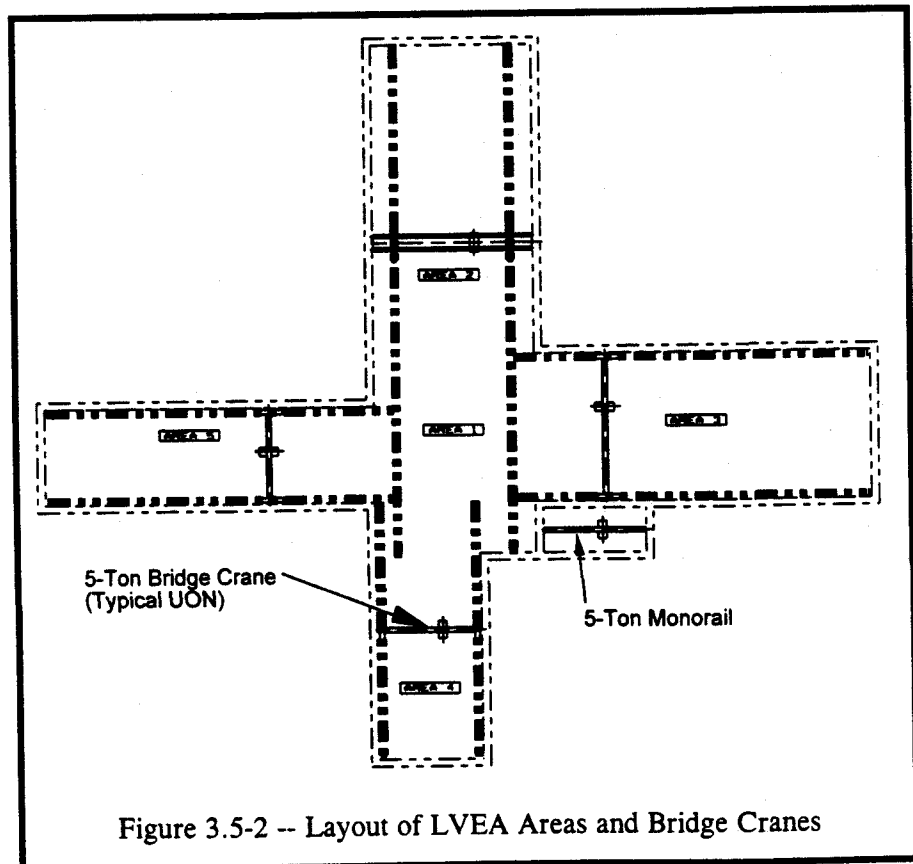 AREA 2
AREA 5
AREA 1
AREA 3
5-Ton Bridge Crane
(Typical UON)
5-Ton Monorail
AREA 4
Figure 3.5-2 -- Layout of LVEA Areas and Bridge Cranes